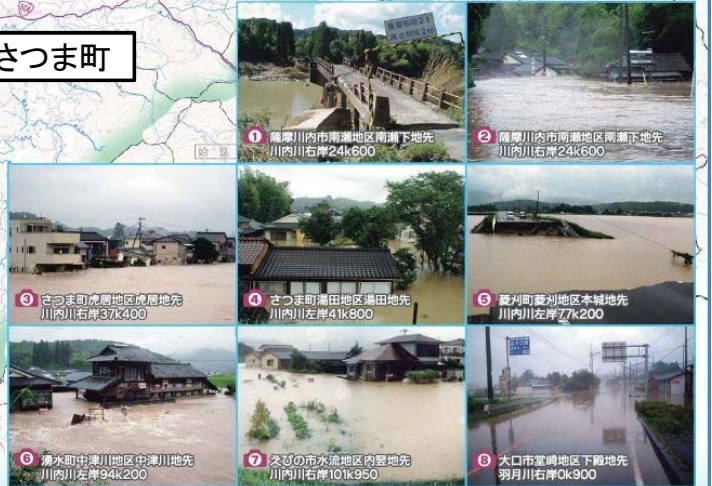 さつま町
姶良
① 薩摩川内市南瀬地区南瀬下地先
川内川右岸24k600
② 薩摩川内市南瀬地区南瀬下地先
川内川右岸24k600
③ さつま町虎居地区虎居地先
川内川右岸37k400
④ さつま町湯田地区湯田地先
川内川左岸41k800
⑤ 菱刈町菱刈地区本城地先
川内川左岸77k200
⑥ 湧水町中津川地区中津川地先
川内川左岸94k200
⑦ えびの市水流地区内竪地先
川内川右岸101k950
⑧ 大口市堂崎地区下殿地先
羽月川右岸0k900